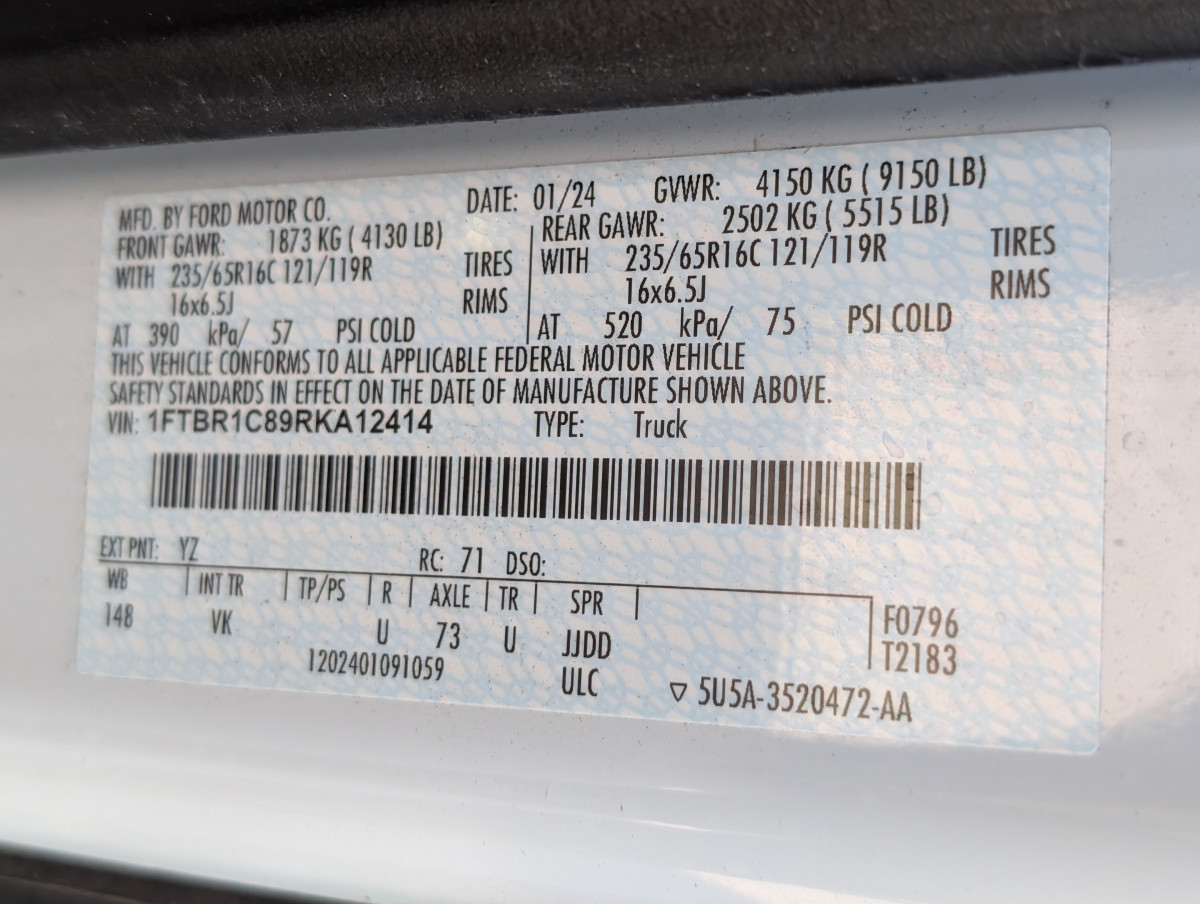 MFD. BY FORD MOTOR CO. DATE: 01/24 GVWR: 4150 KG ( 9150 LB)
FRONT GAWR: 1873 KG ( 4130 LB) REAR GAWR: 2502 KG ( 5515 LB)
WITH 235/65R16C 121/119R TIRES WITH 235/65R16C 121/119R TIRES
16x6.5J RIMS 16x6.5J RIMS
AT 390 kPa/ 57 PSI COLD AT 520 kPa/ 75 PSI COLD
THIS VEHICLE CONFORMS TO ALL APPLICABLE FEDERAL MOTOR VEHICLE
SAFETY STANDARDS IN EFFECT ON THE DATE OF MANUFACTURE SHOWN ABOVE.
VIN: 1FTBR1C89RKA12414 TYPE: Truck
EXT PNT: YZ RC: 71 DSO:
WB INT TR TP/PS R AXLE TR SPR F0796
148 VK U 73 U JJDD T2183
1202401091059 ULC ▽ 5U5A-3520472-AA